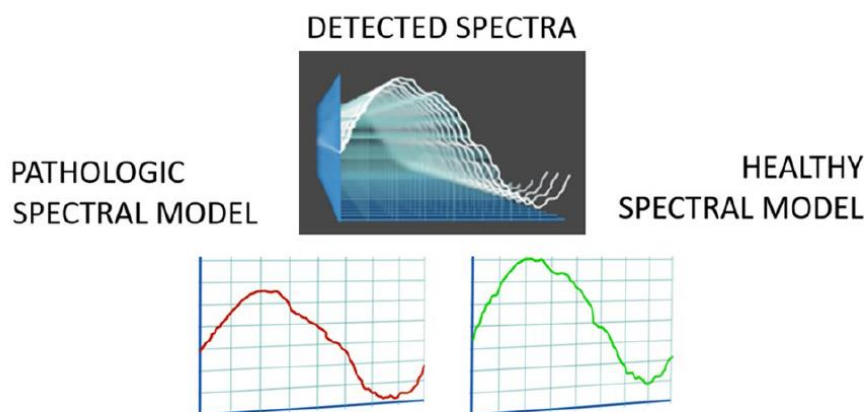 DETECTED SPECTRA
PATHOLOGIC
SPECTRAL MODEL
HEALTHY
SPECTRAL MODEL